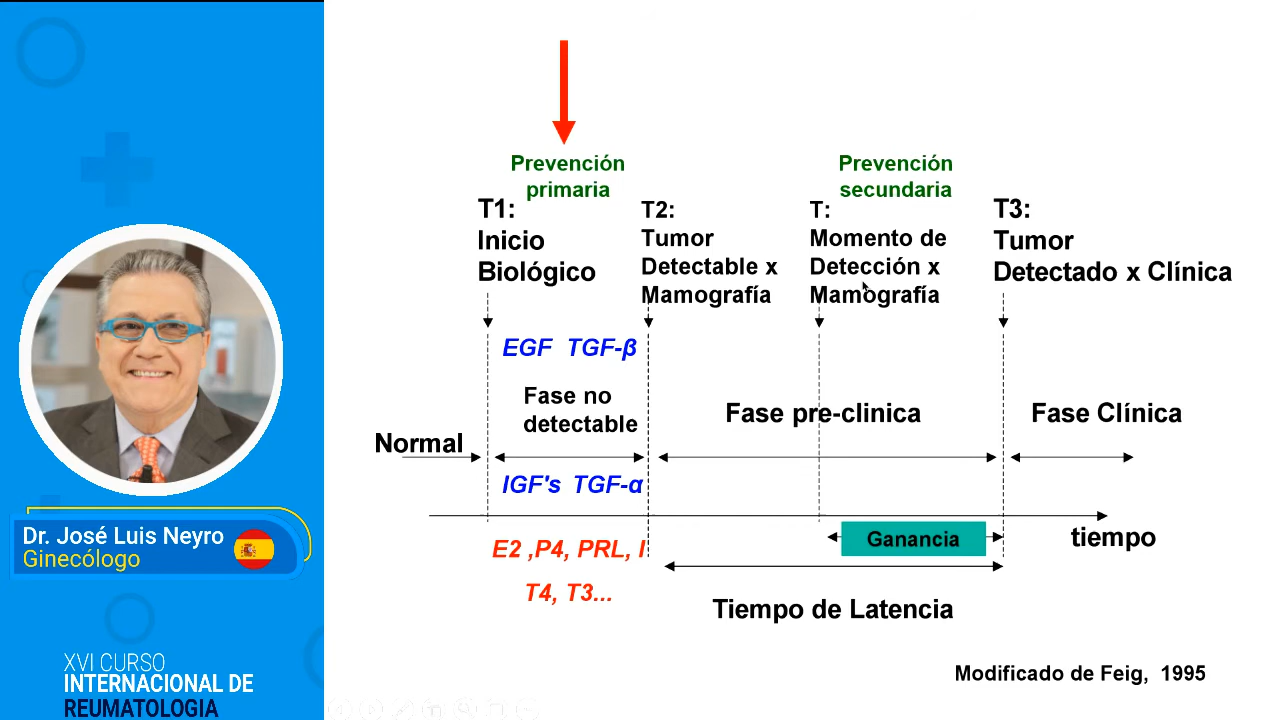 Prevención
primaria
Prevención
secundaria
T1:
Inicio
Biológico
T2:
Tumor
Detectable x
Mamografía
T:
Momento de
Detección x
Mamografía
T3:
Tumor
Detectado x Clínica
EGF TGF-β
Fase no
detectable
Fase pre-clinica
Fase Clínica
Normal
IGF's TGF-α
E2 ,P4, PRL, I
T4, T3...
Ganancia
tiempo
Tiempo de Latencia
Modificado de Feig, 1995
Dr. José Luis Neyro
Ginecólogo
XVI CURSO
INTERNACIONAL DE
REUMATOLOGIA